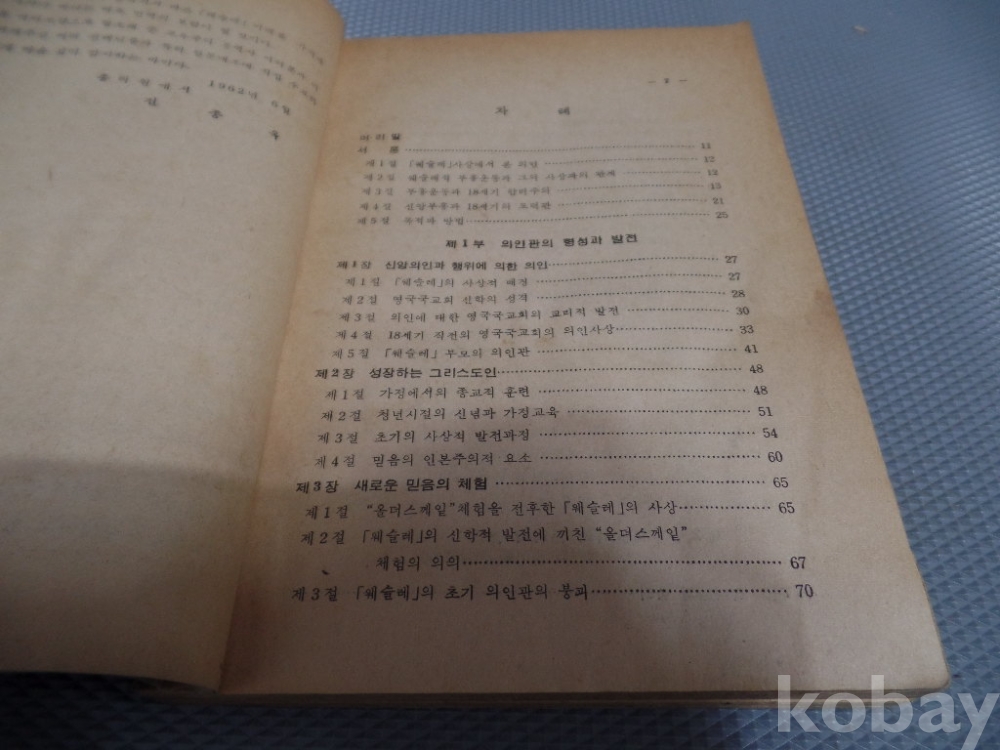 1962년 6월
— 2 —
차 례
머리말
서 론 11
제1절 「웨슬레」사상에서 본 의인 12
제2절 웨슬레적 부흥운동과 그의 사상과의 관계 12
제3절 부흥운동과 18세기 합리주의 13
제4절 신앙부흥과 18세기의 도덕관 21
제5절 목적과 방법 25
제1부 의인관의 형성과 발전
제1장 신앙의인과 행위에 의한 의인 27
제1절 「웨슬레」의 사상적 배경 27
제2절 영국국교회 신학의 성격 28
제3절 의인에 대한 영국국교회의 교리적 발전 30
제4절 18세기 직전의 영국국교회의 의인사상 33
제5절 「웨슬레」 부모의 의인관 41
제2장 성장하는 그리스도인 48
제1절 가정에서의 종교적 훈련 48
제2절 청년시절의 신념과 가정교육 51
제3절 초기의 사상적 발전과정 54
제4절 믿음의 인본주의적 요소 60
제3장 새로운 믿음의 체험 65
제1절 “올더스께잍”체험을 전후한 「웨슬레」의 사상 65
제2절 「웨슬레」의 신학적 발전에 끼친 “올더스께잍”
체험의 의의 67
제3절 「웨슬레」의 초기 의인관의 붕괴 70
kobay